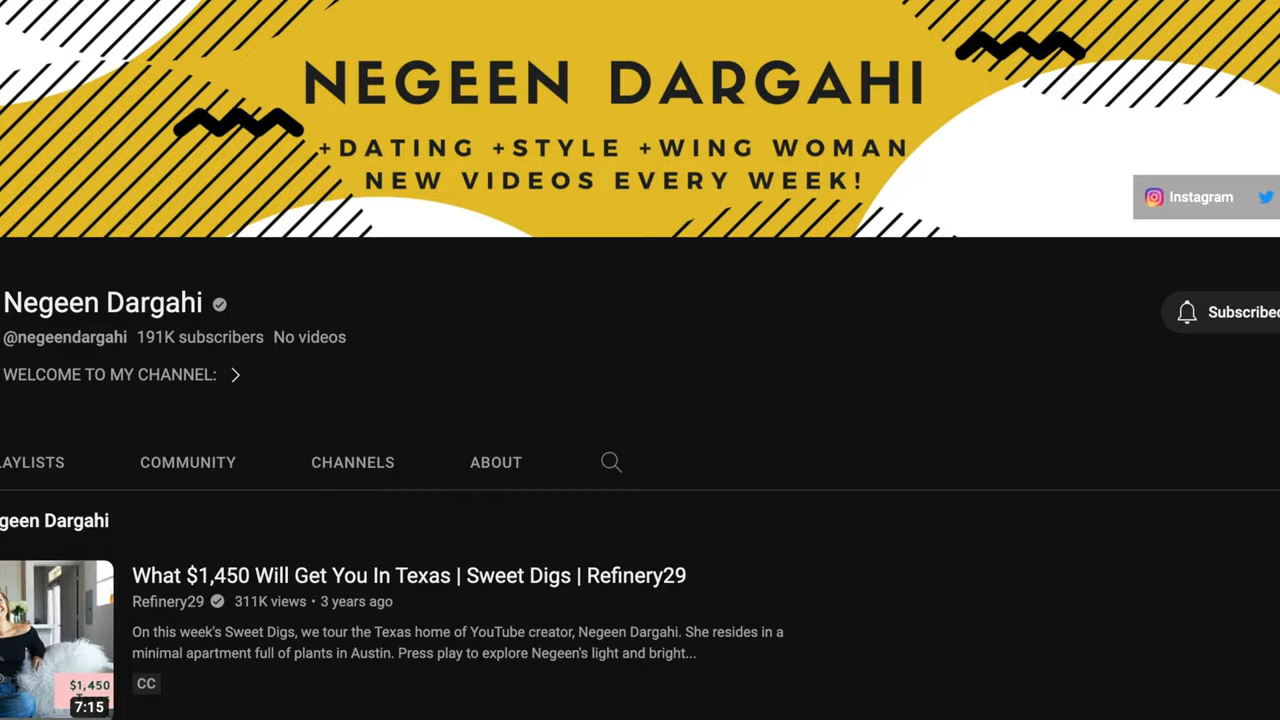 NEGEEN DARGAHI
+DATING +STYLE +WING WOMAN
NEW VIDEOS EVERY WEEK!
Instagram
Negeen Dargahi
Subscribed
@negeendargahi 191K subscribers No videos
WELCOME TO MY CHANNEL:
LAYLISTS COMMUNITY CHANNELS ABOUT
geen Dargahi
What $1,450 Will Get You In Texas | Sweet Digs | Refinery29
Refinery29 311K views • 3 years ago
On this week's Sweet Digs, we tour the Texas home of YouTube creator, Negeen Dargahi. She resides in a
minimal apartment full of plants in Austin. Press play to explore Negeen's light and bright...
CC
$1,450
7:15